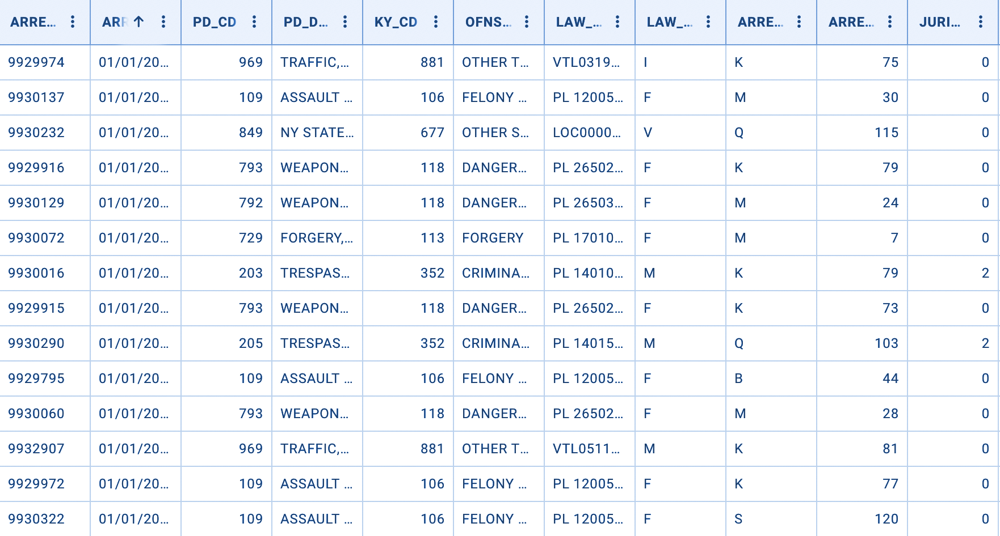 ARRE... ARR PD_CD PD_D... KY_CD OFNS... LAW_... LAW_... ARRE... ARRE... JURI...
9929974 01/01/20... 969 TRAFFIC,... 881 OTHER T... VTL0319... I K 75 0
9930137 01/01/20... 109 ASSAULT ... 106 FELONY ... PL 12005... F M 30 0
9930232 01/01/20... 849 NY STATE... 677 OTHER S... LOC0000... V Q 115 0
9929916 01/01/20... 793 WEAPON... 118 DANGER... PL 26502... F K 79 0
9930129 01/01/20... 792 WEAPON... 118 DANGER... PL 26503... F M 24 0
9930072 01/01/20... 729 FORGERY,... 113 FORGERY PL 17010... F M 7 0
9930016 01/01/20... 203 TRESPAS... 352 CRIMINA... PL 14010... M K 79 2
9929915 01/01/20... 793 WEAPON... 118 DANGER... PL 26502... F K 73 0
9930290 01/01/20... 205 TRESPAS... 352 CRIMINA... PL 14015... M Q 103 2
9929795 01/01/20... 109 ASSAULT ... 106 FELONY ... PL 12005... F B 44 0
9930060 01/01/20... 793 WEAPON... 118 DANGER... PL 26502... F M 28 0
9932907 01/01/20... 969 TRAFFIC,... 881 OTHER T... VTL0511... M K 81 0
9929972 01/01/20... 109 ASSAULT ... 106 FELONY ... PL 12005... F K 77 0
9930322 01/01/20... 109 ASSAULT ... 106 FELONY ... PL 12005... F S 120 0